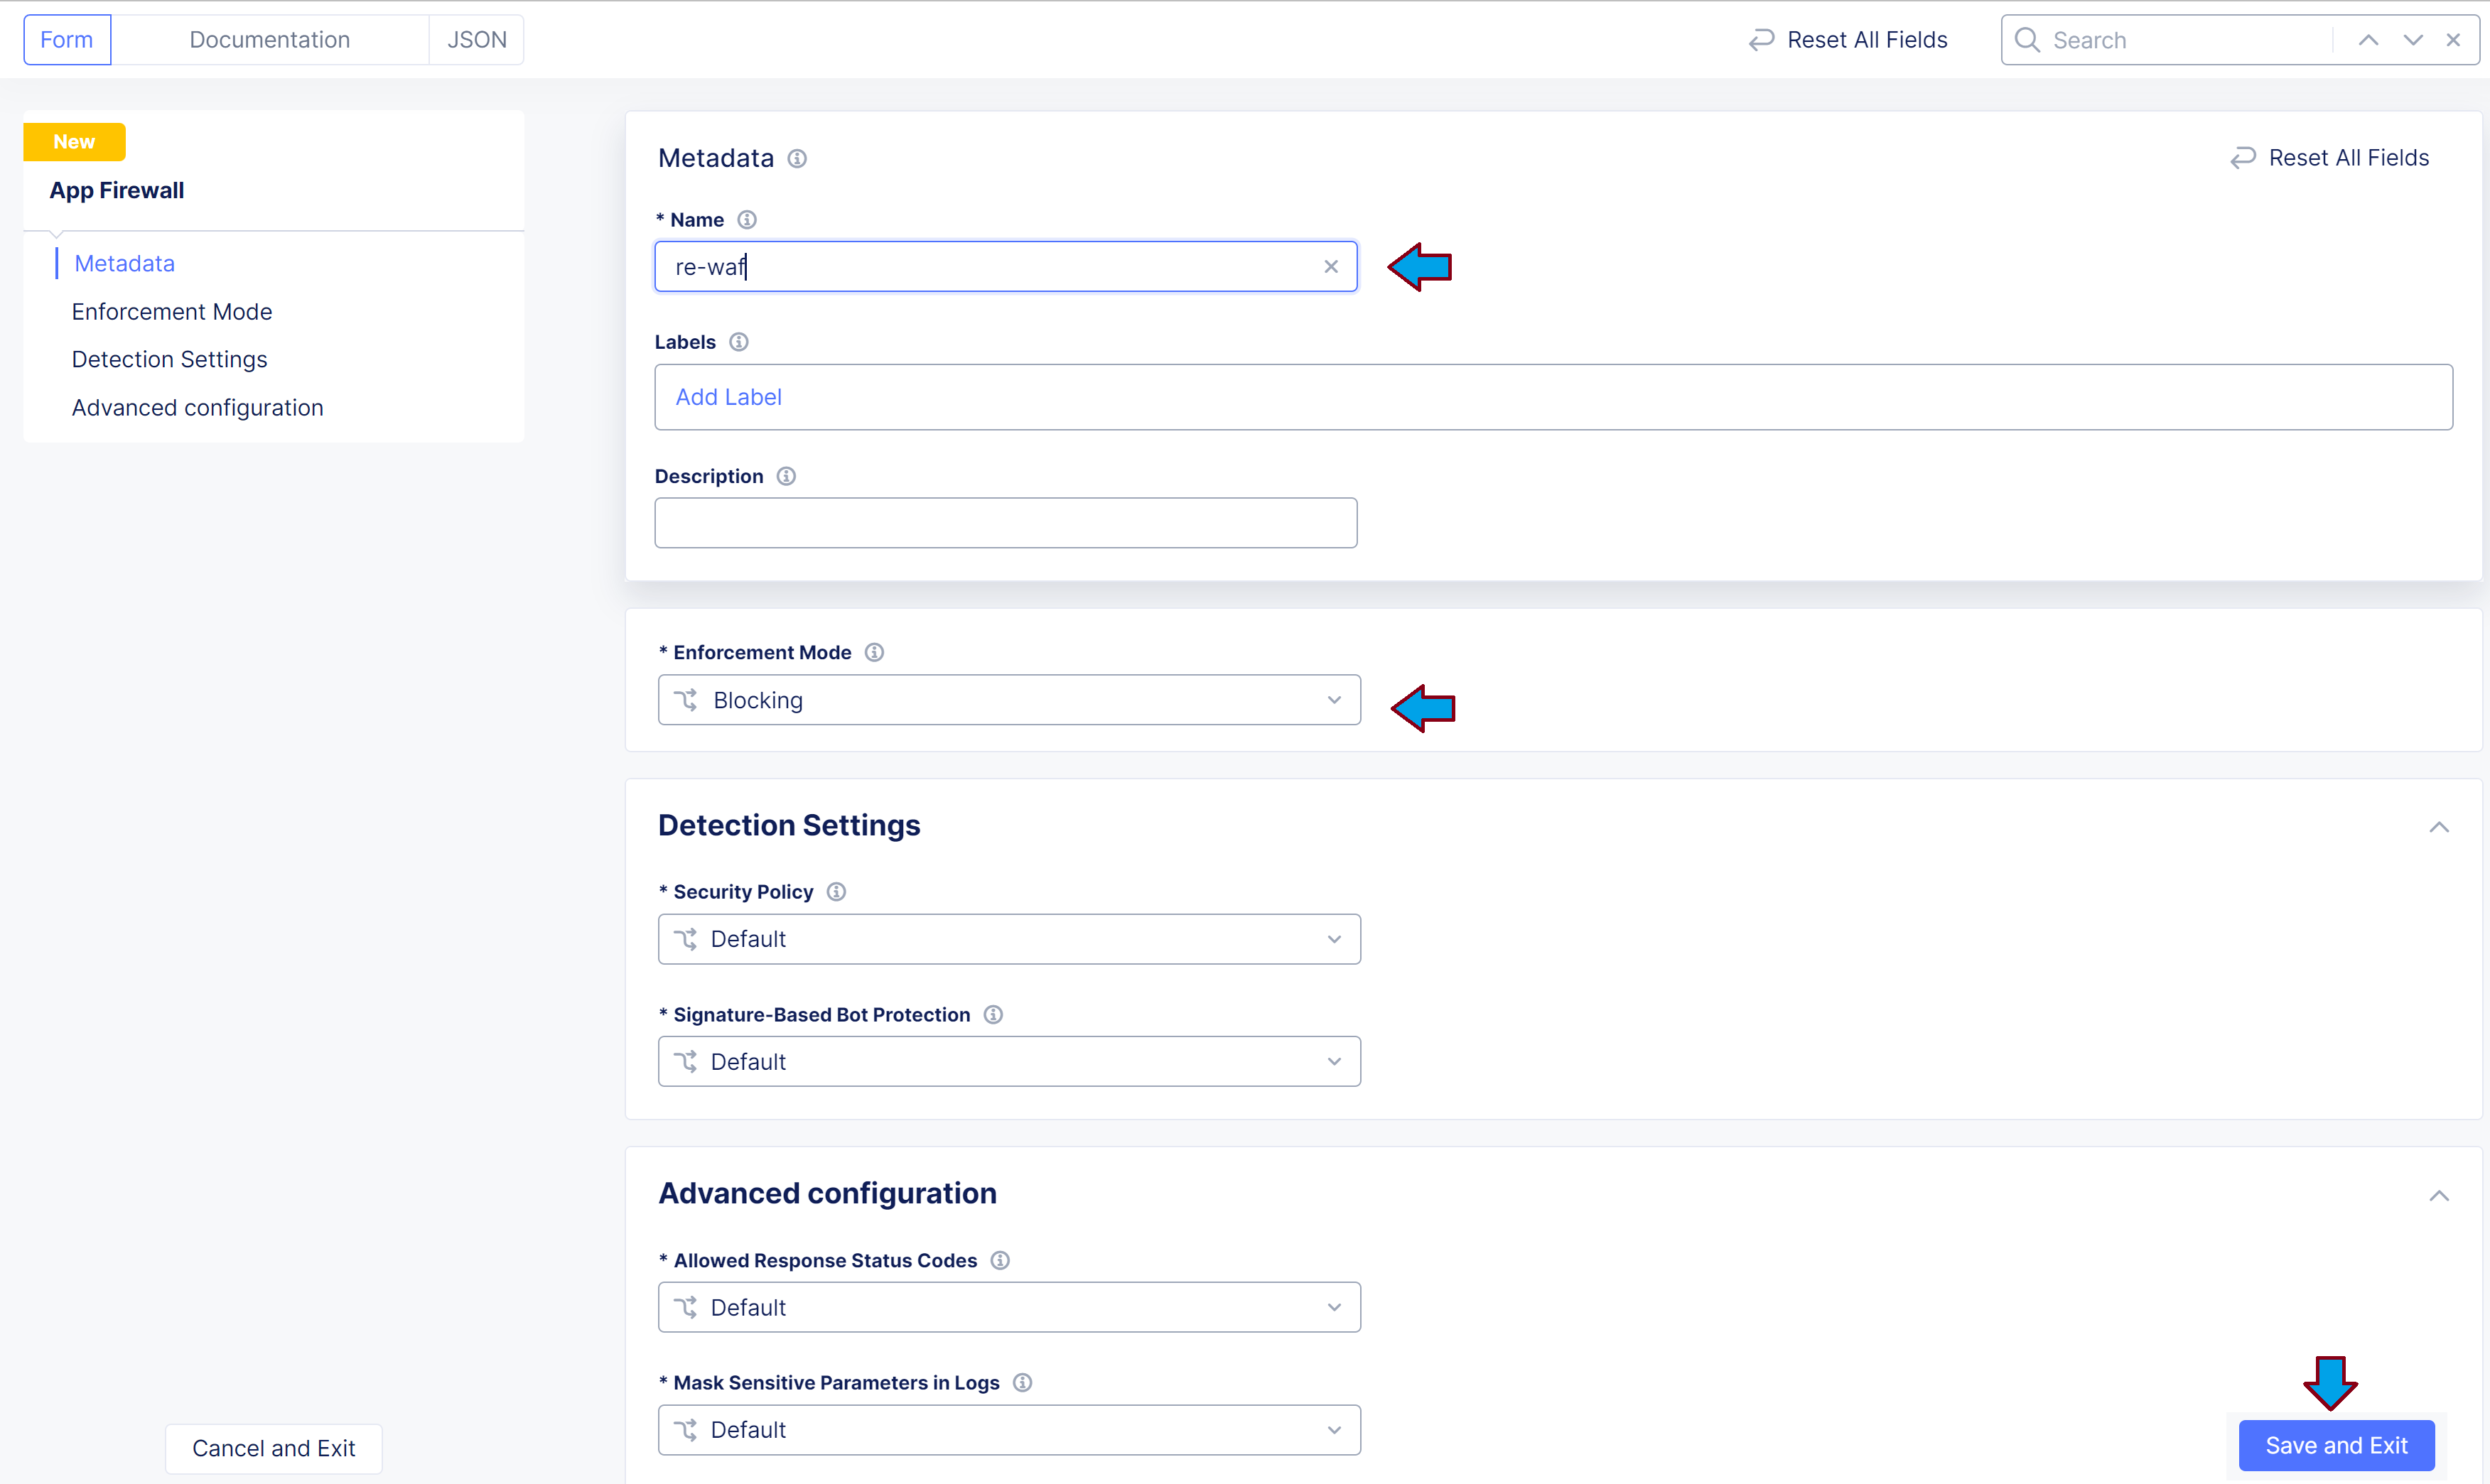 Form
Documentation
JSON
Reset All Fields
Search
New
App Firewall
Metadata
Enforcement Mode
Detection Settings
Advanced configuration
Metadata
Reset All Fields
* Name
re-waf
Labels
Add Label
Description
* Enforcement Mode
Blocking
Detection Settings
* Security Policy
Default
* Signature-Based Bot Protection
Default
Advanced configuration
* Allowed Response Status Codes
Default
* Mask Sensitive Parameters in Logs
Default
Cancel and Exit
Save and Exit